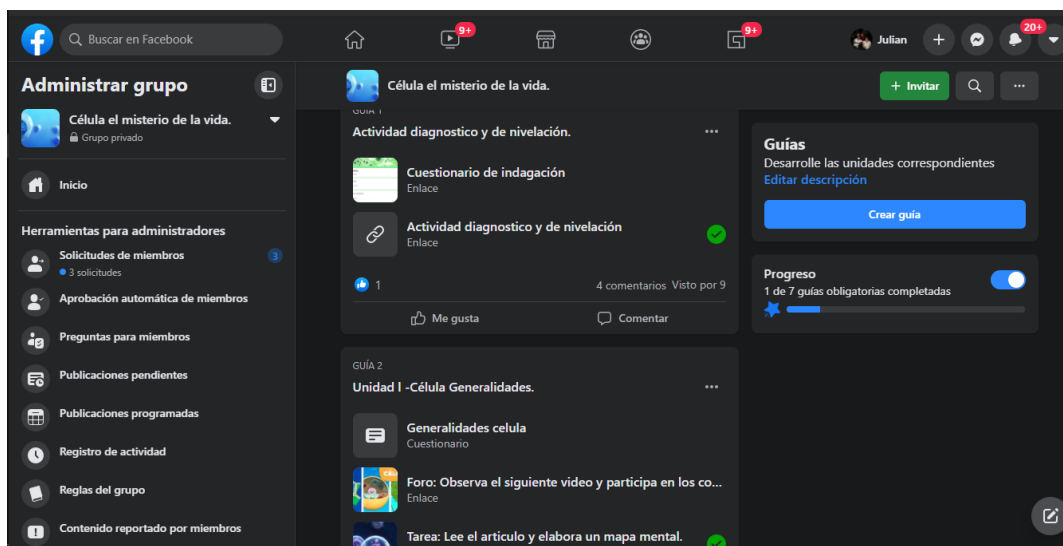 Buscar en Facebook
9+
9+
Julian
20+
Administrar grupo
Célula el misterio de la vida.
Grupo privado
Inicio
Herramientas para administradores
Solicitudes de miembros
3
3 solicitudes
Aprobación automática de miembros
Preguntas para miembros
Publicaciones pendientes
Publicaciones programadas
Registro de actividad
Reglas del grupo
Contenido reportado por miembros
Célula el misterio de la vida.
+ Invitar
GUÍA 1
Actividad diagnostico y de nivelación.
Cuestionario de indagación
Enlace
Actividad diagnostico y de nivelación
Enlace
1
4 comentarios Visto por 9
Me gusta
Comentar
GUÍA 2
Unidad I -Célula Generalidades.
Generalidades celula
Cuestionario
Foro: Observa el siguiente video y participa en los co...
Enlace
Tarea: Lee el articulo y elabora un mapa mental.
Guías
Desarrolle las unidades correspondientes
Editar descripción
Crear guía
Progreso
1 de 7 guías obligatorias completadas